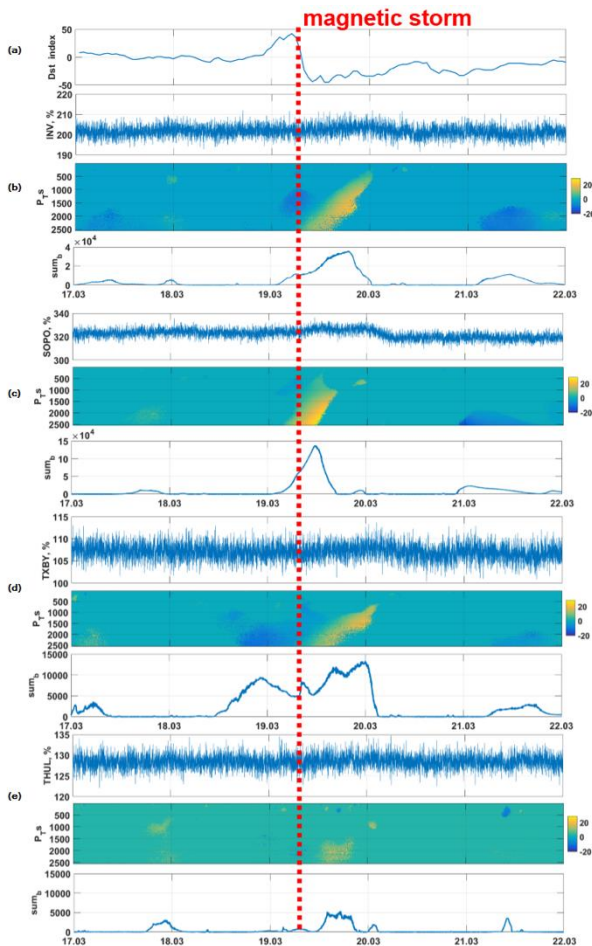 magnetic storm
(a)
Dst index
50
0
-50
INV, %
220
210
200
190
(b)
P_T s
500
1000
1500
2000
2500
20
0
-20
× 10^4
sum_b
4
2
0
17.03 18.03 19.03 20.03 21.03 22.03
SOPO, %
340
320
300
(c)
P_T s
500
1000
1500
2000
2500
20
0
-20
× 10^4
sum_b
15
10
5
0
17.03 18.03 19.03 20.03 21.03 22.03
TXBY, %
115
110
105
100
(d)
P_T s
500
1000
1500
2000
2500
20
0
-20
sum_b
15000
10000
5000
0
17.03 18.03 19.03 20.03 21.03 22.03
THUL, %
135
130
125
120
(e)
P_T s
500
1000
1500
2000
2500
20
0
-20
sum_b
15000
10000
5000
0
17.03 18.03 19.03 20.03 21.03 22.03